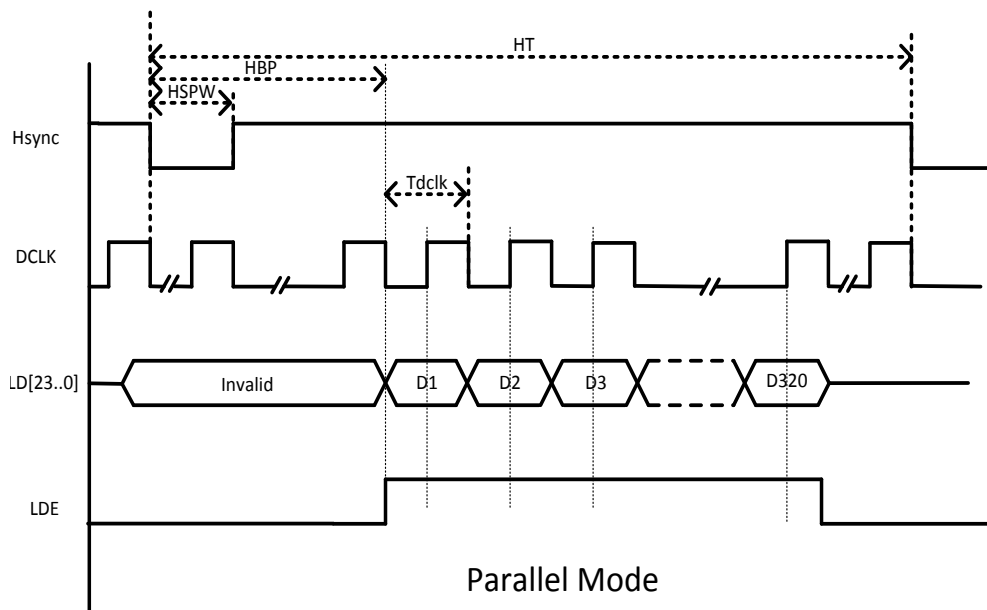 HT
HBP
HSPW
Hsync
Tdclk
DCLK
LD[23..0]
Invalid
D1
D2
D3
D320
LDE
Parallel Mode